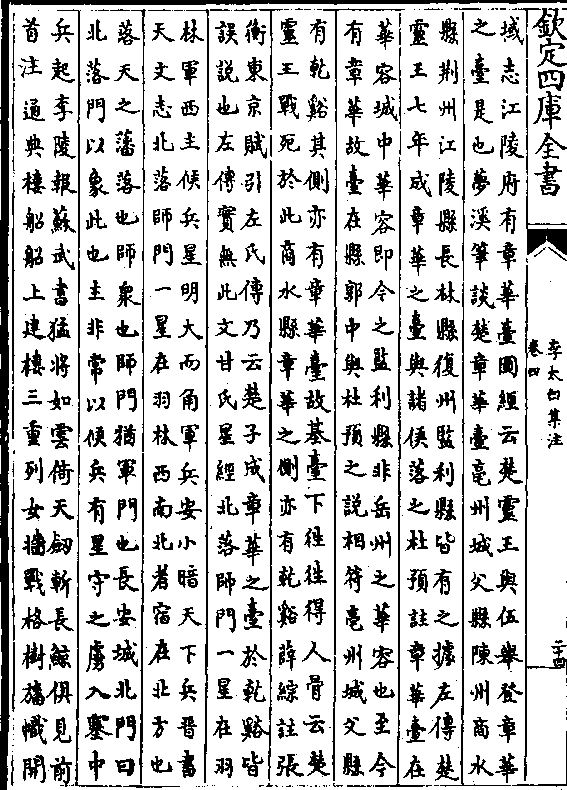 欽定四庫全書
域志江陵府有章華臺圖經云楚靈王與伍舉登章華
之臺是也夢溪筆談楚章華臺亳州城父縣陳州商水
縣荆州江陵縣長林縣復州監利縣皆有之據左傳楚
靈王七年成章華之臺與諸侯落之杜預註章華臺在
華容城中華容即今之監利縣非岳州之華容也至今
有章華故臺在縣郭中與杜預之說相符亳州城父縣
有乾谿其側亦有章華臺故基臺下往往得人骨云楚
靈王戰死於此商水縣章華之側亦有乾谿薛綜註張
衡東京賦引左氏傳乃云楚子成章華之臺於乾谿皆
誤說也左傳實無此文甘氏星經北落師門一星在羽
林軍西主候兵星明大而角軍兵安小暗天下兵晉書
天文志北落師門一星在羽林西南北者宿在北方也
落天之藩落也師衆也師門猶軍門也長安城北門曰
北落門以象此也主非常以候兵有星守之虜入塞中
兵起李陵報蘇武書猛將如雲倚天劒斬長鯨俱見前
首注通典樓船船上建樓三重列女墻戰格樹旛幟開
李太白集注
卷四
二十四